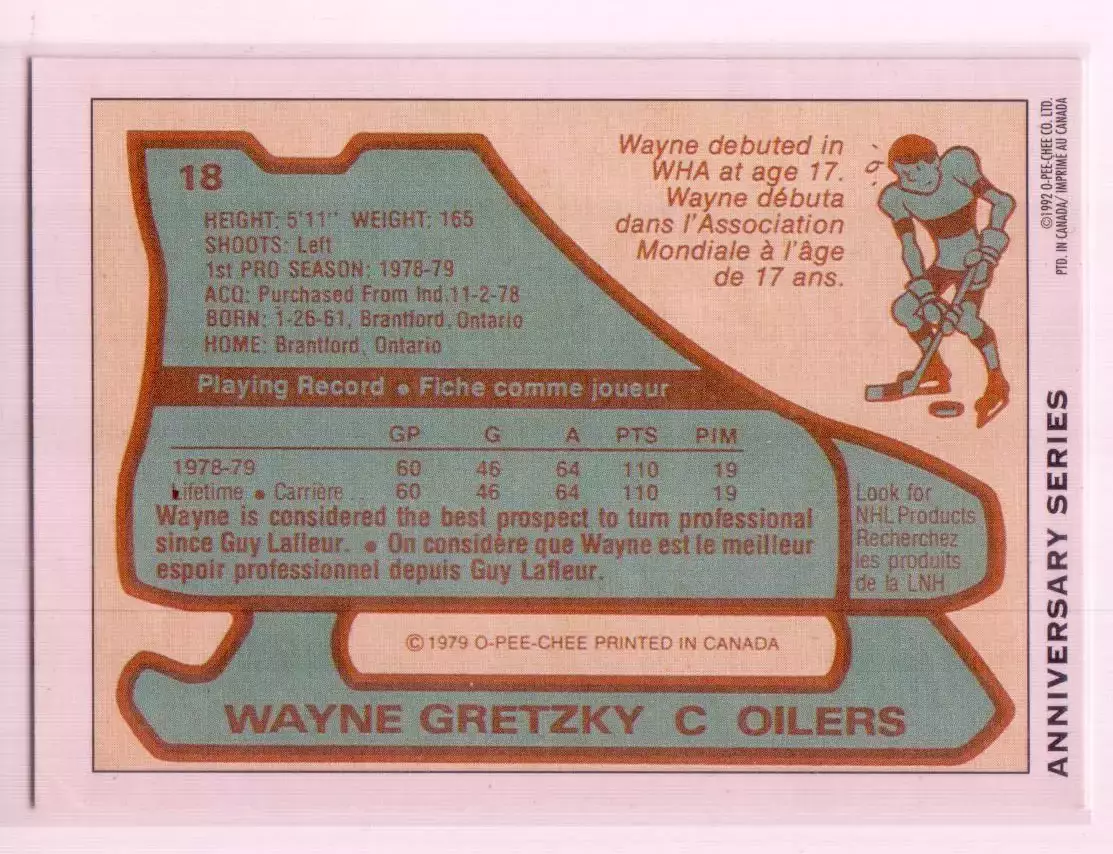 18
HEIGHT: 5'11" WEIGHT: 165
SHOOTS: Left
1st PRO SEASON: 1978-79
ACQ: Purchased From Ind.11-2-78
BORN: 1-26-61, Brantford, Ontario
HOME: Brantford, Ontario
Wayne debuted in
WHA at age 17.
Wayne débuta
dans l'Association
Mondiale à l'âge
de 17 ans.
Playing Record • Fiche comme joueur
GP G A PTS PIM
1978-79 60 46 64 110 19
Lifetime • Carrière 60 46 64 110 19
Wayne is considered the best prospect to turn professional
since Guy Lafleur. • On considère que Wayne est le meilleur
espoir professionnel depuis Guy Lafleur.
Look for
NHL Products
Recherchez
les produits
de la LNH
© 1979 O-PEE-CHEE PRINTED IN CANADA
WAYNE GRETZKY C OILERS
©1992 O-PEE-CHEE CO. LTD.
PTD. IN CANADA/ IMPRIME AU CANADA
ANNIVERSARY SERIES